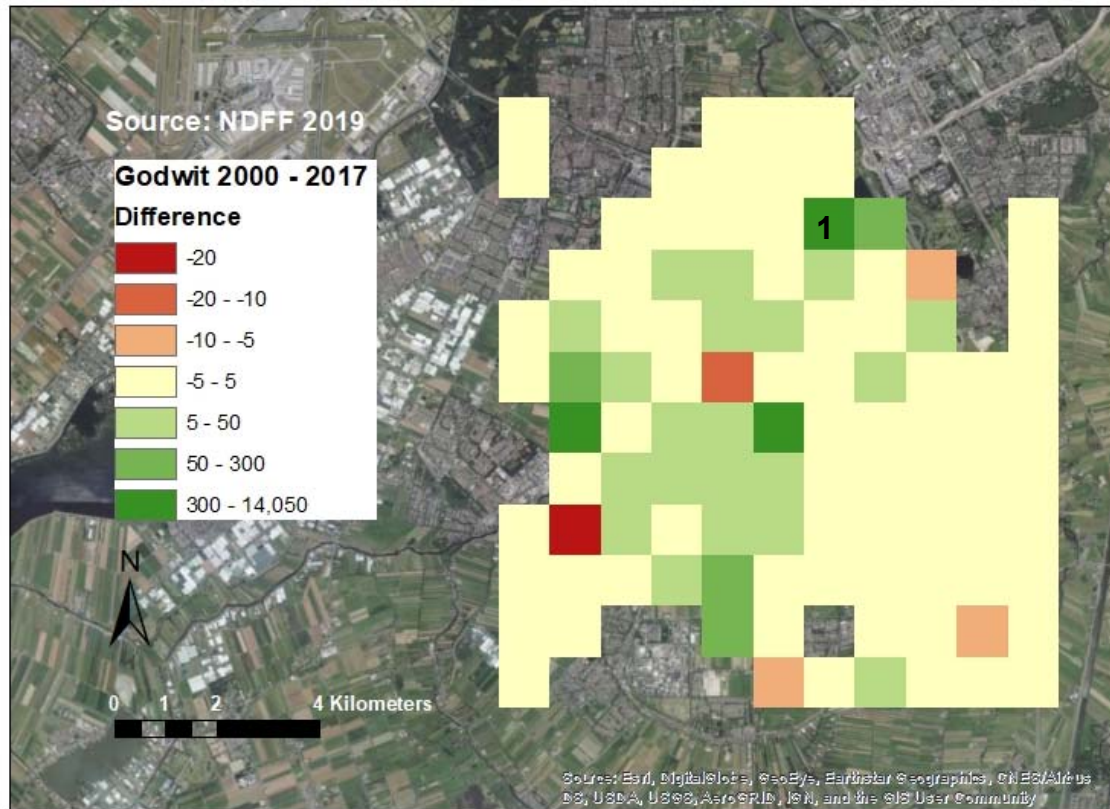 Source: NDFF 2019
Godwit 2000 - 2017
Difference
-20
-20 - -10
-10 - -5
-5 - 5
5 - 50
50 - 300
300 - 14,050
1
N
0 1 2 4 Kilometers
Source: Esri, DigitalGlobe, GeoEye, Earthstar Geographics, CNES/Airbus
DS, USDA, USGS, AeroGRID, IGN, and the GIS User Community